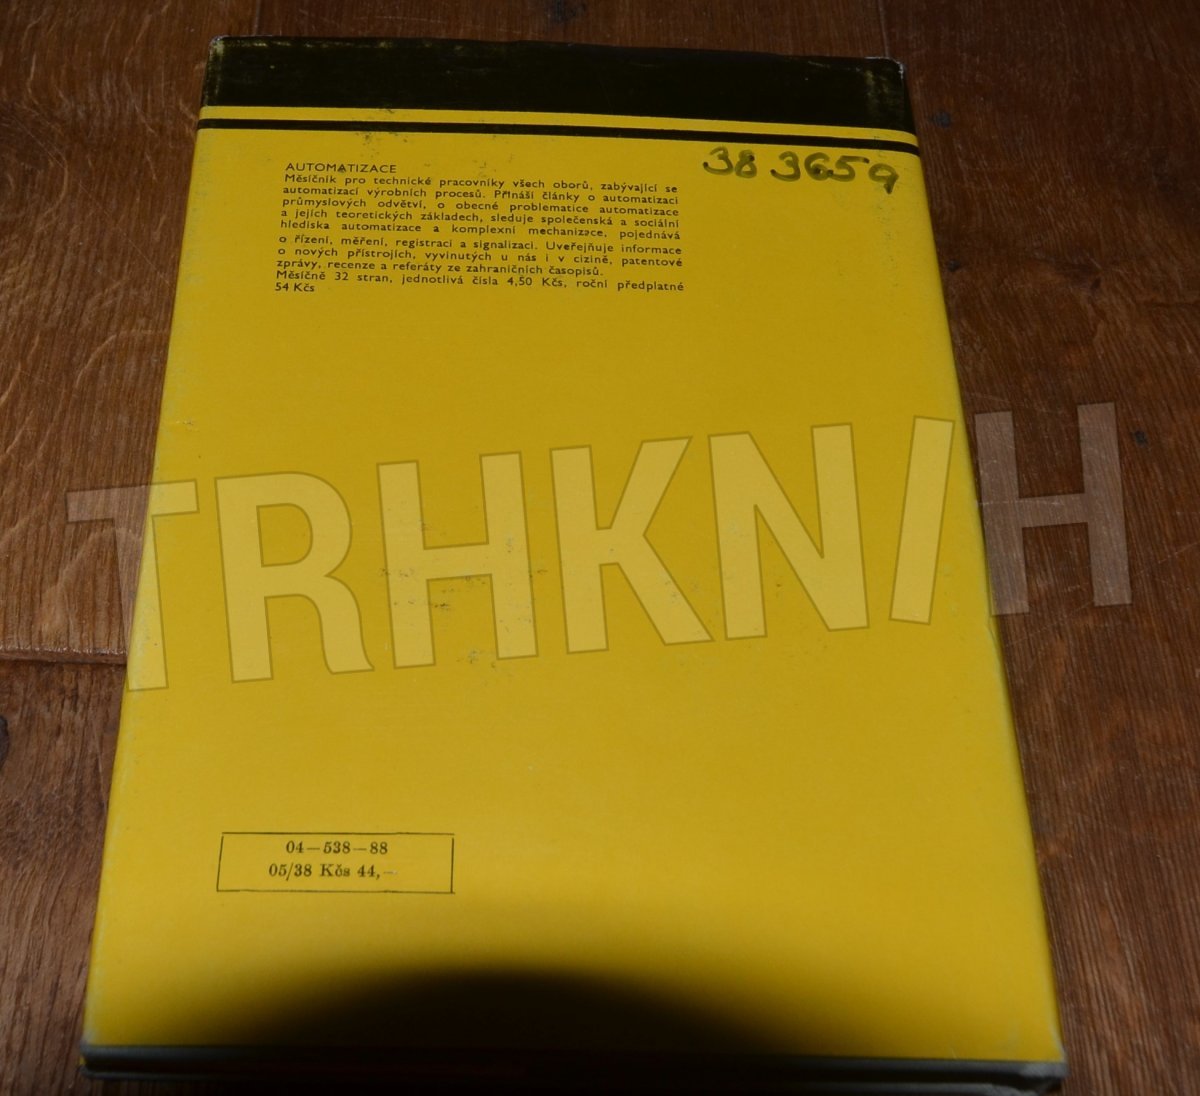 38 3659
AUTOMATIZACE
Měsíčník pro technické pracovníky všech oborů, zabývající se
automatizací výrobních procesů. Přináší články o automatizaci
průmyslových odvětví, o obecné problematice automatizace
a jejích teoretických základech, sleduje společenská a sociální
hlediska automatizace a komplexní mechanizace, pojednává
o řízení, měření, registraci a signalizaci. Uveřejňuje informace
o nových přístrojích, vyvinutých u nás i v cizině, patentové
zprávy, recenze a referáty ze zahraničních časopisů.
Měsíčně 32 stran, jednotlivá čísla 4,50 Kčs, roční předplatné
54 Kčs
TRHKNIH
04—538—88
05/38 Kčs 44,—